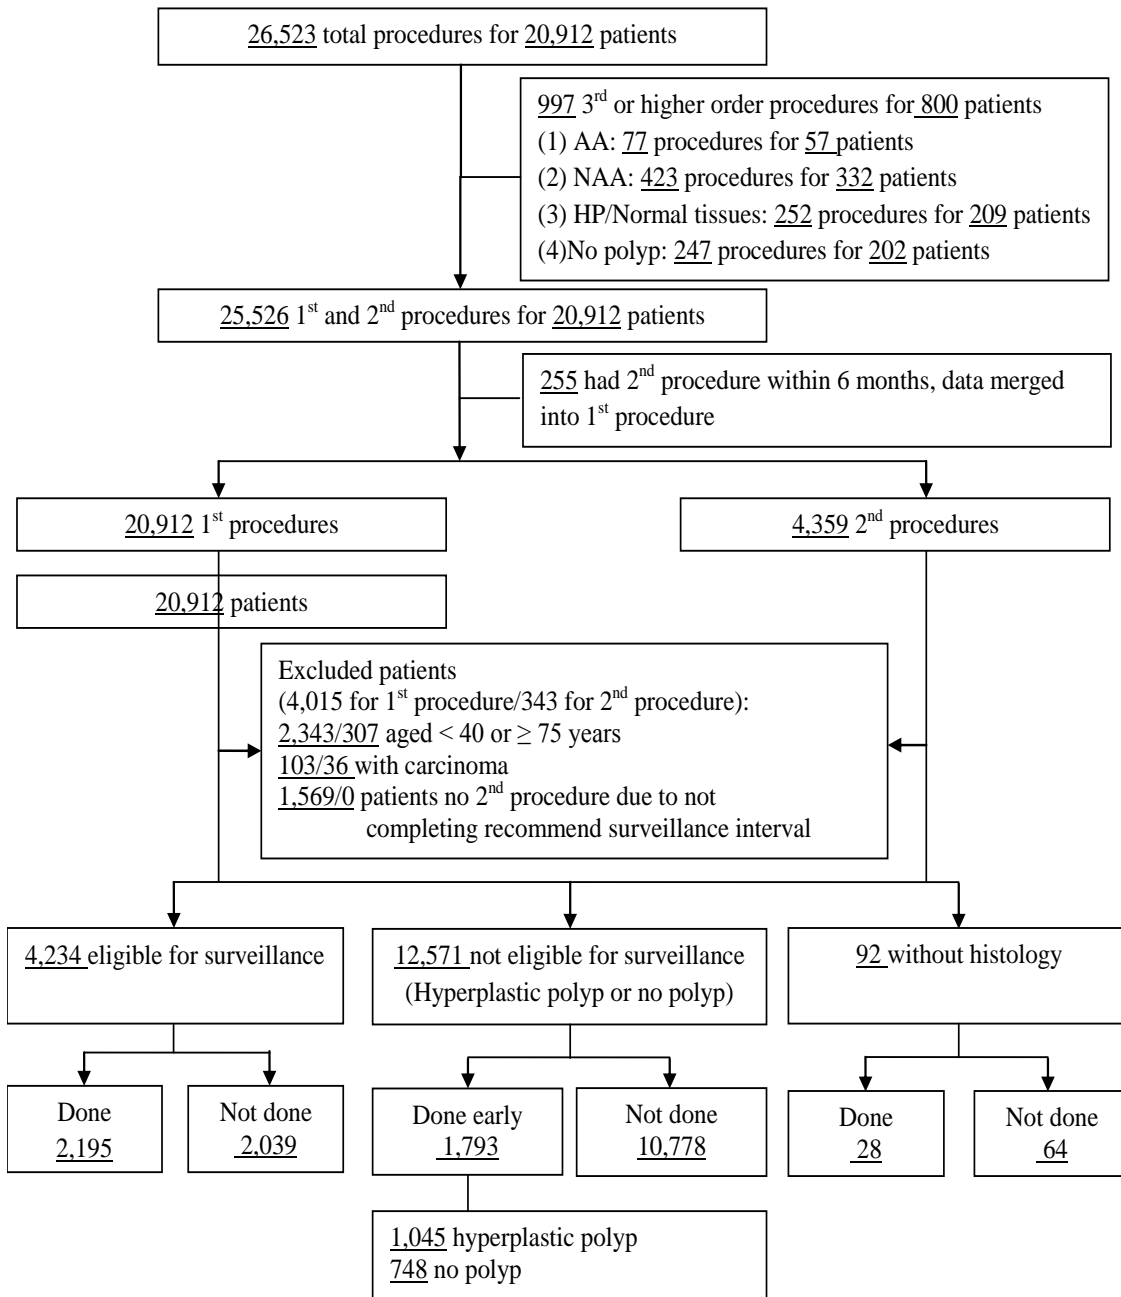 26,523 total procedures for 20,912 patients
997 3rd or higher order procedures for 800 patients
(1) AA: 77 procedures for 57 patients
(2) NAA: 423 procedures for 332 patients
(3) HP/Normal tissues: 252 procedures for 209 patients
(4)No polyp: 247 procedures for 202 patients
25,526 1st and 2nd procedures for 20,912 patients
255 had 2nd procedure within 6 months, data merged
into 1st procedure
20,912 1st procedures
4,359 2nd procedures
20,912 patients
Excluded patients
(4,015 for 1st procedure/343 for 2nd procedure):
2,343/307 aged < 40 or ≥ 75 years
103/36 with carcinoma
1,569/0 patients no 2nd procedure due to not
completing recommend surveillance interval
4,234 eligible for surveillance
12,571 not eligible for surveillance
(Hyperplastic polyp or no polyp)
92 without histology
Done
2,195
Not done
2,039
Done early
1,793
Not done
10,778
Done
28
Not done
64
1,045 hyperplastic polyp
748 no polyp